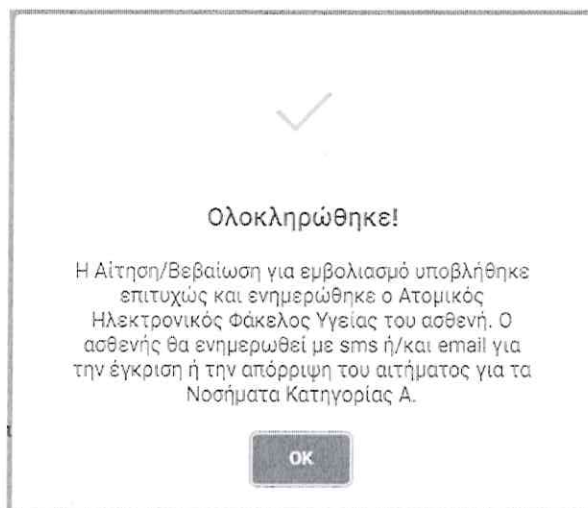 Ολοκληρώθηκε!
Η Αίτηση/Βεβαίωση για εμβολιασμό υποβλήθηκε
επιτυχώς και ενημερώθηκε ο Ατομικός
Ηλεκτρονικός Φάκελος Υγείας του ασθενή. Ο
ασθενής θα ενημερωθεί με sms ή/και email για
την έγκριση ή την απόρριψη του αιτήματος για τα
Νοσήματα Κατηγορίας Α.
OK